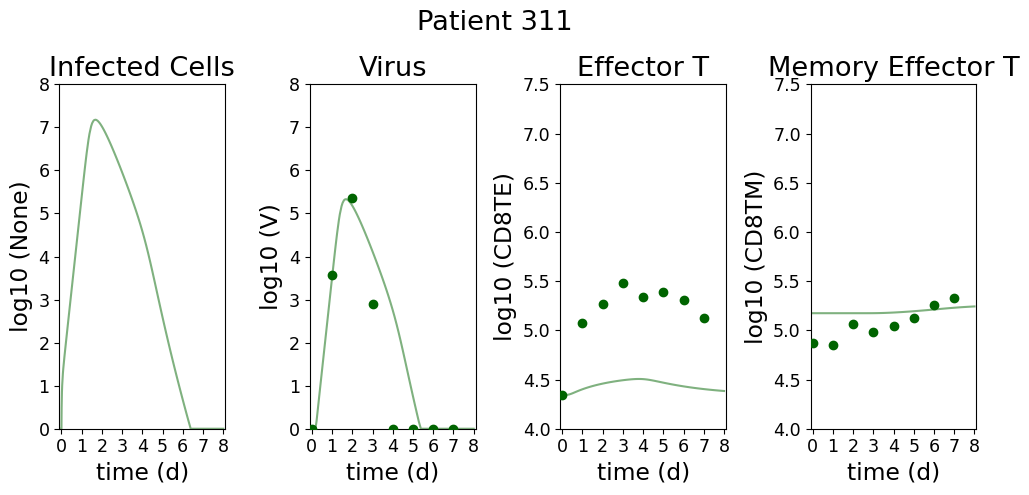 Patient 311
Infected Cells
Virus
Effector T
Memory Effector T
log10 (None)
8
7
6
5
4
3
2
1
0
0 1 2 3 4 5 6 7 8
time (d)
log10 (V)
8
7
6
5
4
3
2
1
0
0 1 2 3 4 5 6 7 8
time (d)
log10 (CD8TE)
7.5
7.0
6.5
6.0
5.5
5.0
4.5
4.0
0 1 2 3 4 5 6 7 8
time (d)
log10 (CD8TM)
7.5
7.0
6.5
6.0
5.5
5.0
4.5
4.0
0 1 2 3 4 5 6 7 8
time (d)